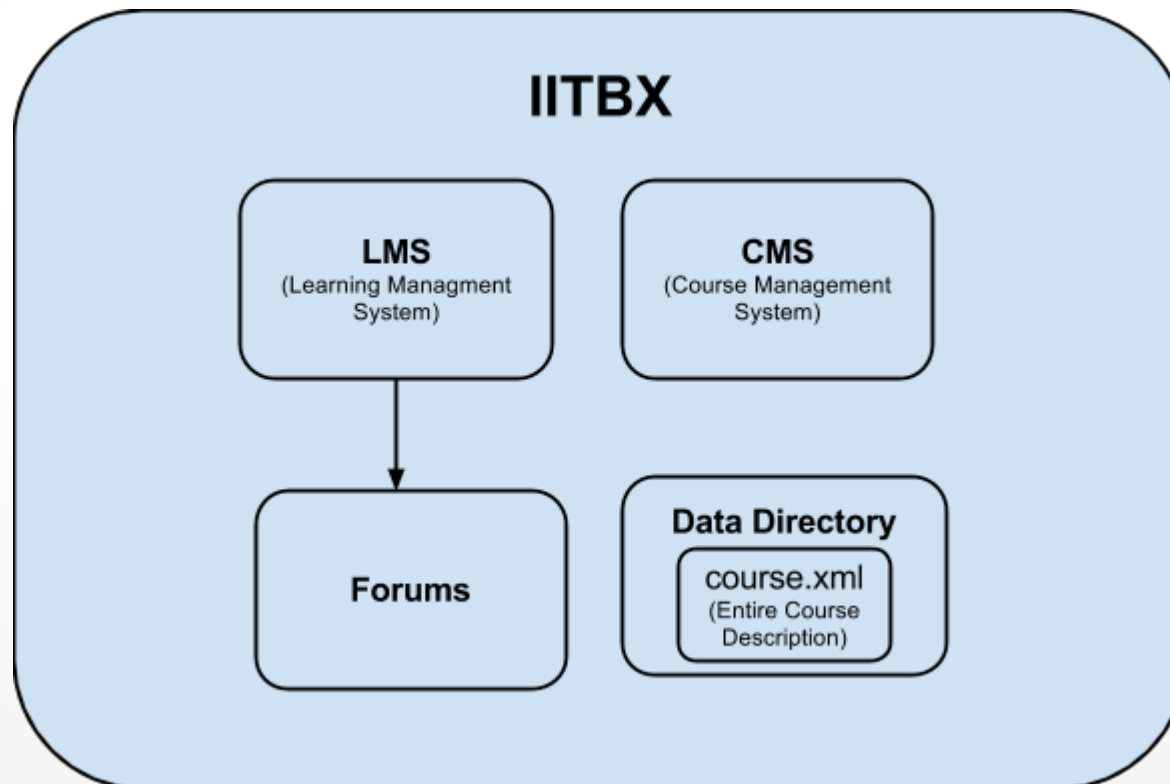 IITBX
LMS
(Learning Managment
System)
CMS
(Course Management
System)
Forums
Data Directory
course.xml
(Entire Course
Description)